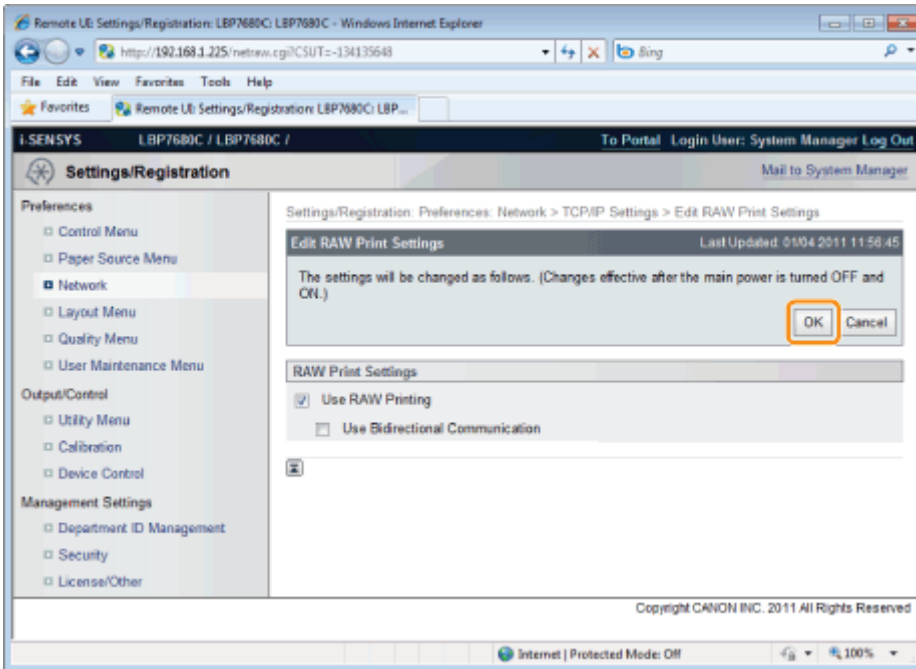 Remote UI: Settings/Registration: LBP7680C: LBP7680C - Windows Internet Explorer
http://192.168.1.225/netraw.cgi?CSUT=-134135648
Bing
File Edit View Favorites Tools Help
Favorites
Remote UI: Settings/Registration: LBP7680C: LBP...
i-SENSYS LBP7680C / LBP7680C /
To Portal Login User: System Manager Log Out
Settings/Registration
Mail to System Manager
Preferences
Control Menu
Paper Source Menu
Network
Layout Menu
Quality Menu
User Maintenance Menu
Output/Control
Utility Menu
Calibration
Device Control
Management Settings
Department ID Management
Security
License/Other
Settings/Registration: Preferences: Network > TCP/IP Settings > Edit RAW Print Settings
Edit RAW Print Settings
Last Updated: 01/04 2011 11:56:45
The settings will be changed as follows. (Changes effective after the main power is turned OFF and
ON.)
OK Cancel
RAW Print Settings
Use RAW Printing
Use Bidirectional Communication
Copyright CANON INC. 2011 All Rights Reserved
Internet | Protected Mode: Off
100%